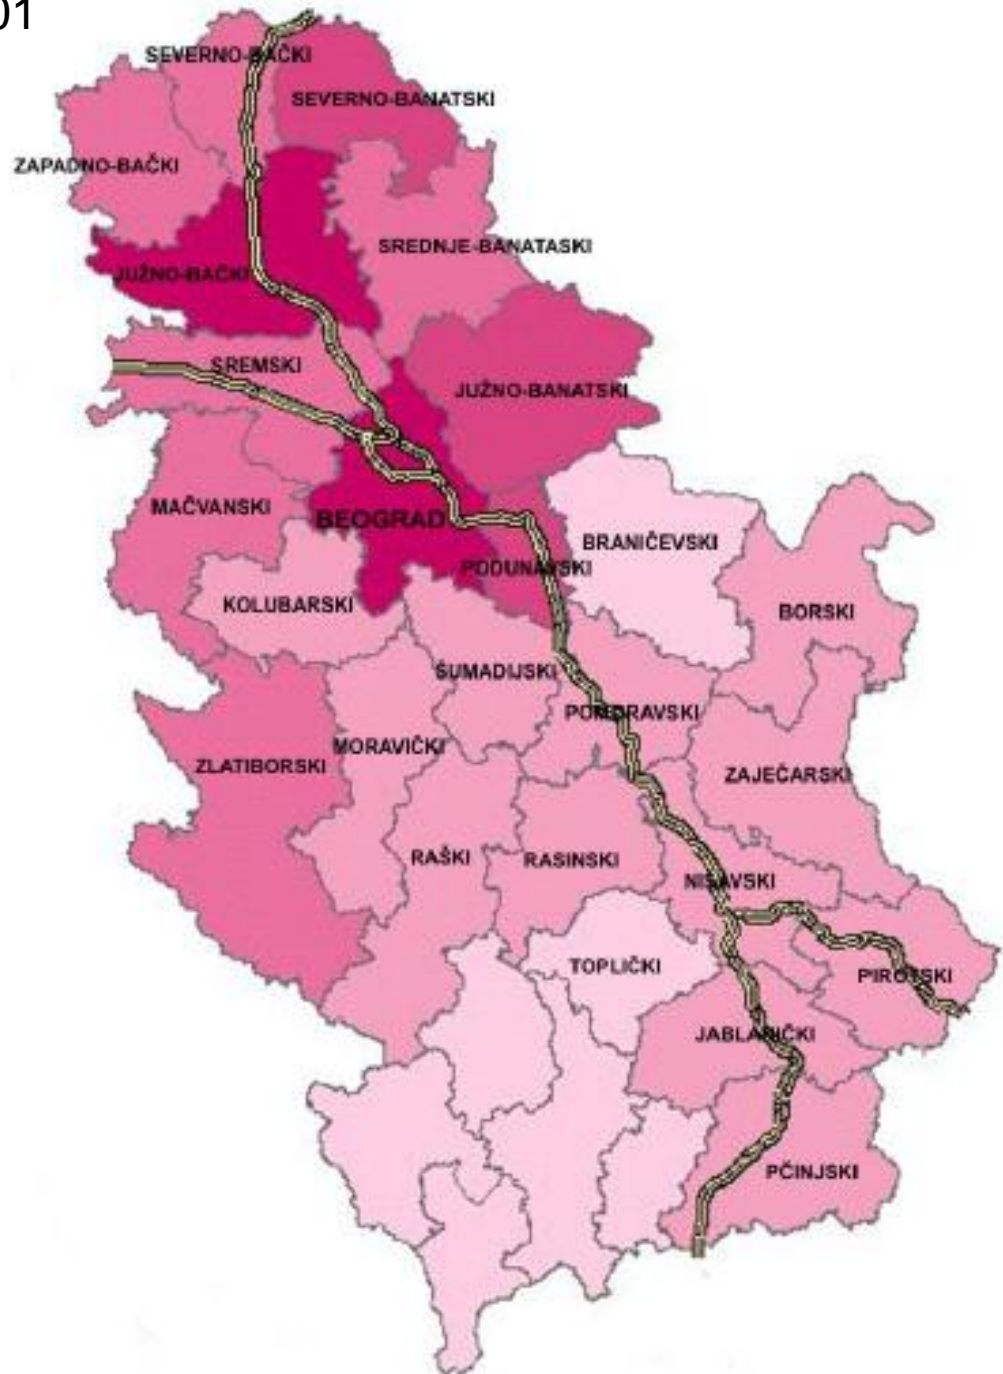 01
SEVERNO-BAČKI
SEVERNO-BANATSKI
ZAPADNO-BAČKI
SREDNJE-BANATASKI
JUŽNO-BAČKI
SREMSKI
JUŽNO-BANATSKI
MAČVANSKI
BEOGRAD
BRANIČEVSKI
PODUNAVSKI
KOLUBARSKI
BORSKI
ŠUMADIJSKI
POMORAVSKI
MORAVIČKI
ZLATIBORSKI
ZAJEČARSKI
RAŠKI
RASINSKI
NIŠAVSKI
TOPLIČKI
PIROTSKI
JABLANIČKI
PČINJSKI